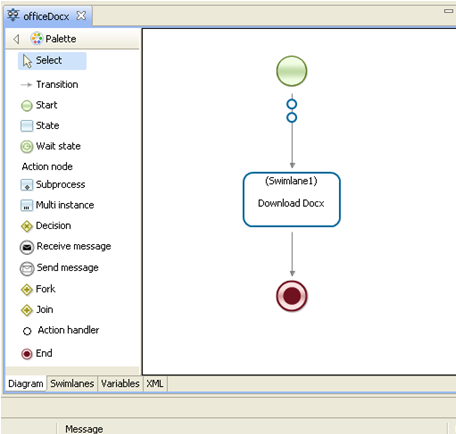 officeDocx
Palette
Select
Transition
Start
State
Wait state
Action node
Subprocess
Multi instance
Decision
Receive message
Send message
Fork
Join
Action handler
End
(Swimlane1)
Download Docx
Diagram Swimlanes Variables XML
Message